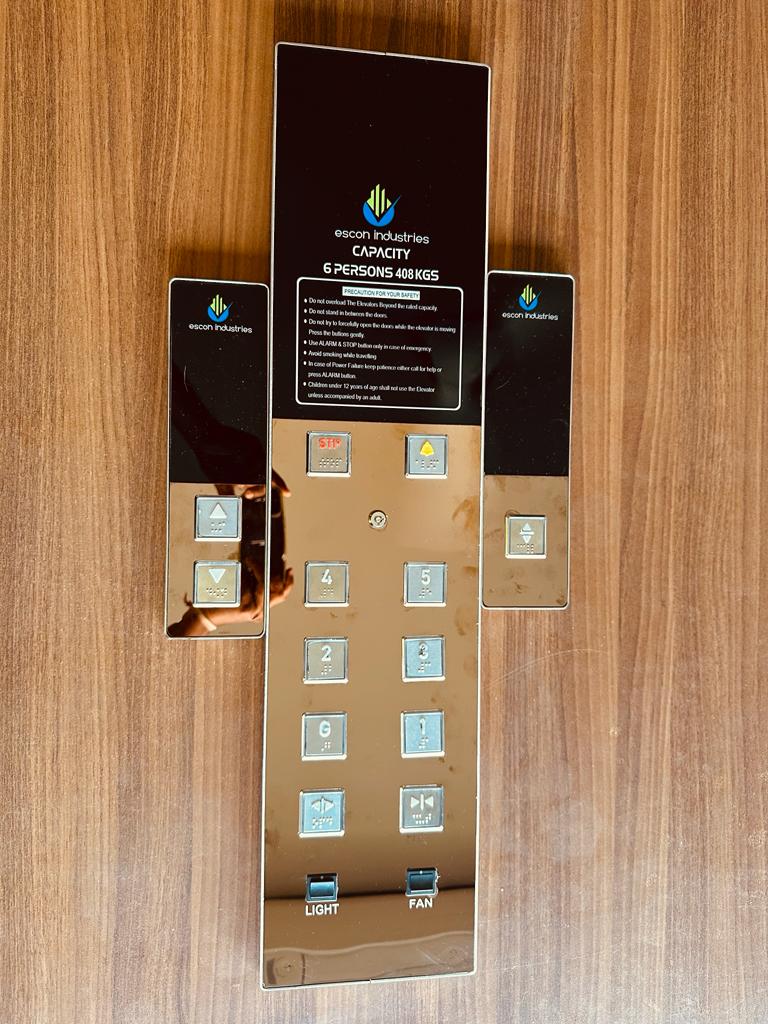 escon industries
CAPACITY
6 PERSONS 408 KGS
PRECAUTION FOR YOUR SAFETY
• Do not overload The Elevators Beyond the rated capacity.
• Do not stand in between the doors.
• Do not try to forcefully open the doors while the elevator is moving
Press the buttons gently.
• Use ALARM & STOP button only in case of emergency.
• Avoid smoking while travelling
• In case of Power Failure keep patience either call for help or
press ALARM button.
• Children under 12 years of age shall not use the Elevator
unless accompanied by an adult.
escon industries
escon industries
STOP
4 5
2 3
G 1
LIGHT FAN